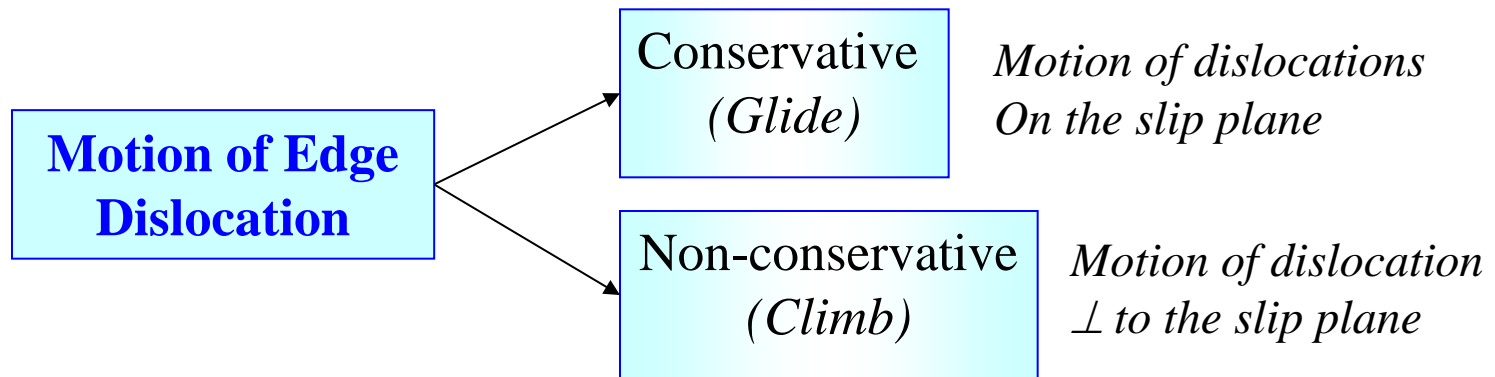 Motion of Edge
Dislocation
Conservative
(Glide)
Motion of dislocations
On the slip plane
Non-conservative
(Climb)
Motion of dislocation
⊥ to the slip plane